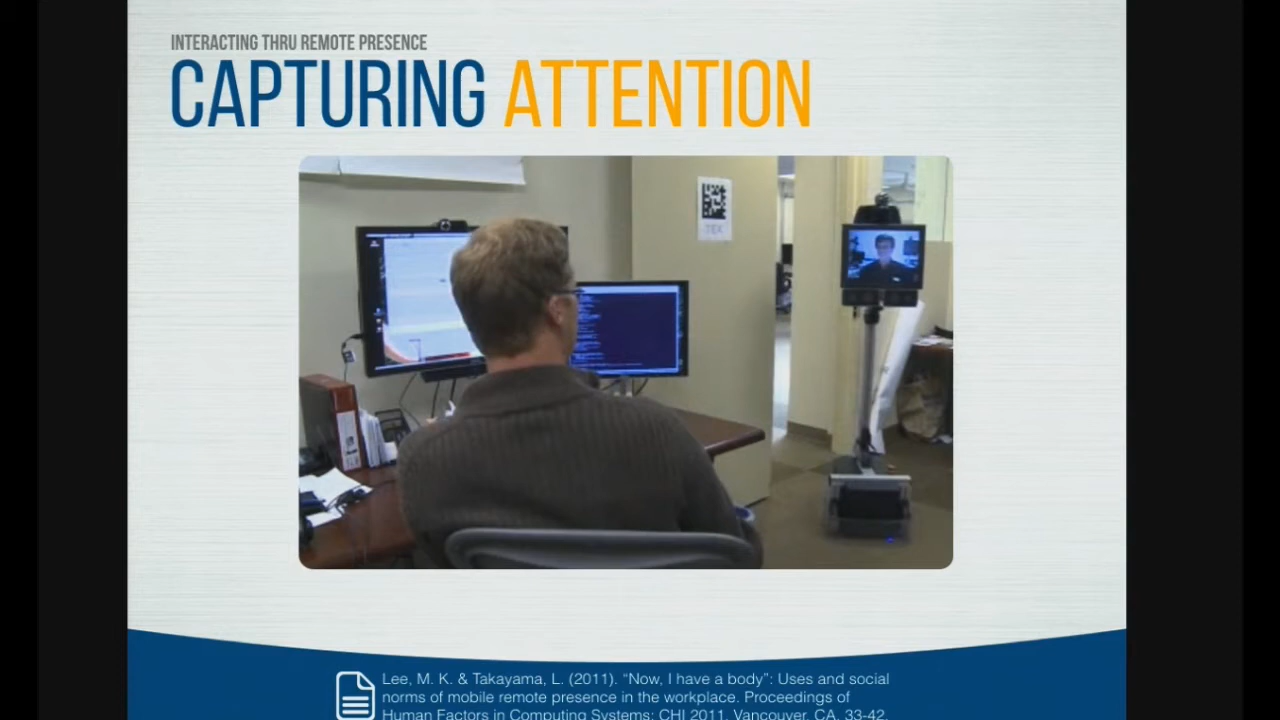 INTERACTING THRU REMOTE PRESENCE
CAPTURING ATTENTION
TEX
Lee, M. K. & Takayama, L. (2011). “Now, I have a body”: Uses and social
norms of mobile remote presence in the workplace. Proceedings of
Human Factors in Computing Systems: CHI 2011, Vancouver, CA, 33-42.